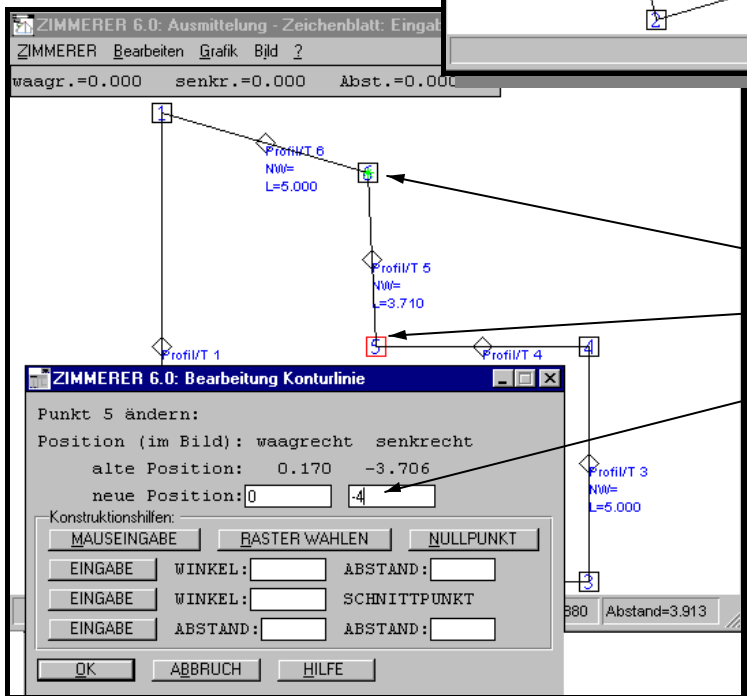 2
ZIMMERER 6.0: Ausmittelung - Zeichenblatt: Eingab
ZIMMERER Bearbeiten Grafik Bild ?
waagr.=0.000 senkr.=0.000 Abst.=0.000
1
Profil/T 6
NW=
L=5.000
6
Profil/T 5
NW=
L=3.710
5
4
Profil/T 1
Profil/T 4
ZIMMERER 6.0: Bearbeitung Konturlinie
Punkt 5 ändern:
Position (im Bild): waagrecht senkrecht
alte Position: 0.170 -3.706
neue Position: 0 -4
Profil/T 3
NW=
L=5.000
Konstruktionshilfen:
MAUSEINGABE RASTER WÄHLEN NULLPUNKT
EINGABE WINKEL: ABSTAND:
EINGABE WINKEL: SCHNITTPUNKT
EINGABE ABSTAND: ABSTAND:
3
880 Abstand=3.913
OK ABBRUCH HILFE